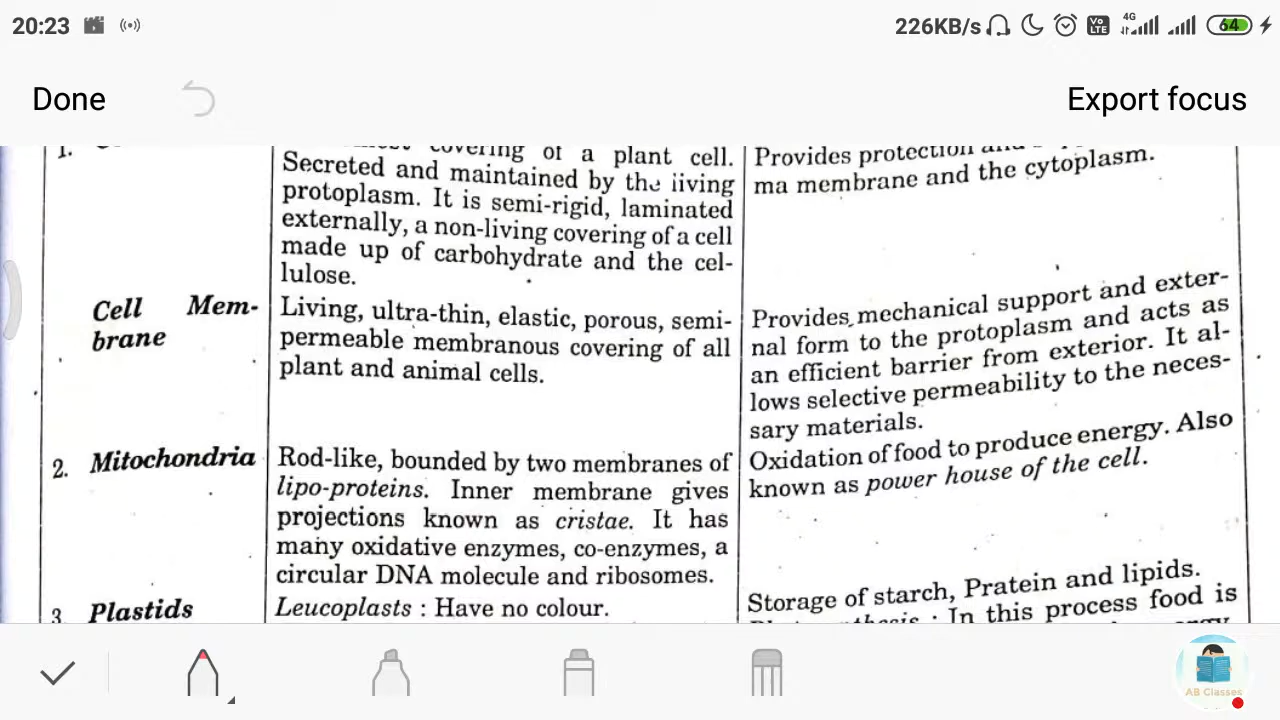 20:23
226KB/s
Vo LTE
4G
64
Done
Export focus
1.
covering of a plant cell.
Secreted and maintained by the living
protoplasm. It is semi-rigid, laminated
externally, a non-living covering of a cell
made up of carbohydrate and the cel-
lulose.
Provides protection
ma membrane and the cytoplasm.
Cell Mem-
brane
Living, ultra-thin, elastic, porous, semi-
permeable membranous covering of all
plant and animal cells.
Provides mechanical support and exter-
nal form to the protoplasm and acts as
an efficient barrier from exterior. It al-
lows selective permeability to the neces-
sary materials.
2. Mitochondria
Rod-like, bounded by two membranes of
lipo-proteins. Inner membrane gives
projections known as cristae. It has
many oxidative enzymes, co-enzymes, a
circular DNA molecule and ribosomes.
Oxidation of food to produce energy. Also
known as power house of the cell.
3 Plastids
Leucoplasts : Have no colour.
Storage of starch, Pratein and lipids.
: In this process food is
AB Classes